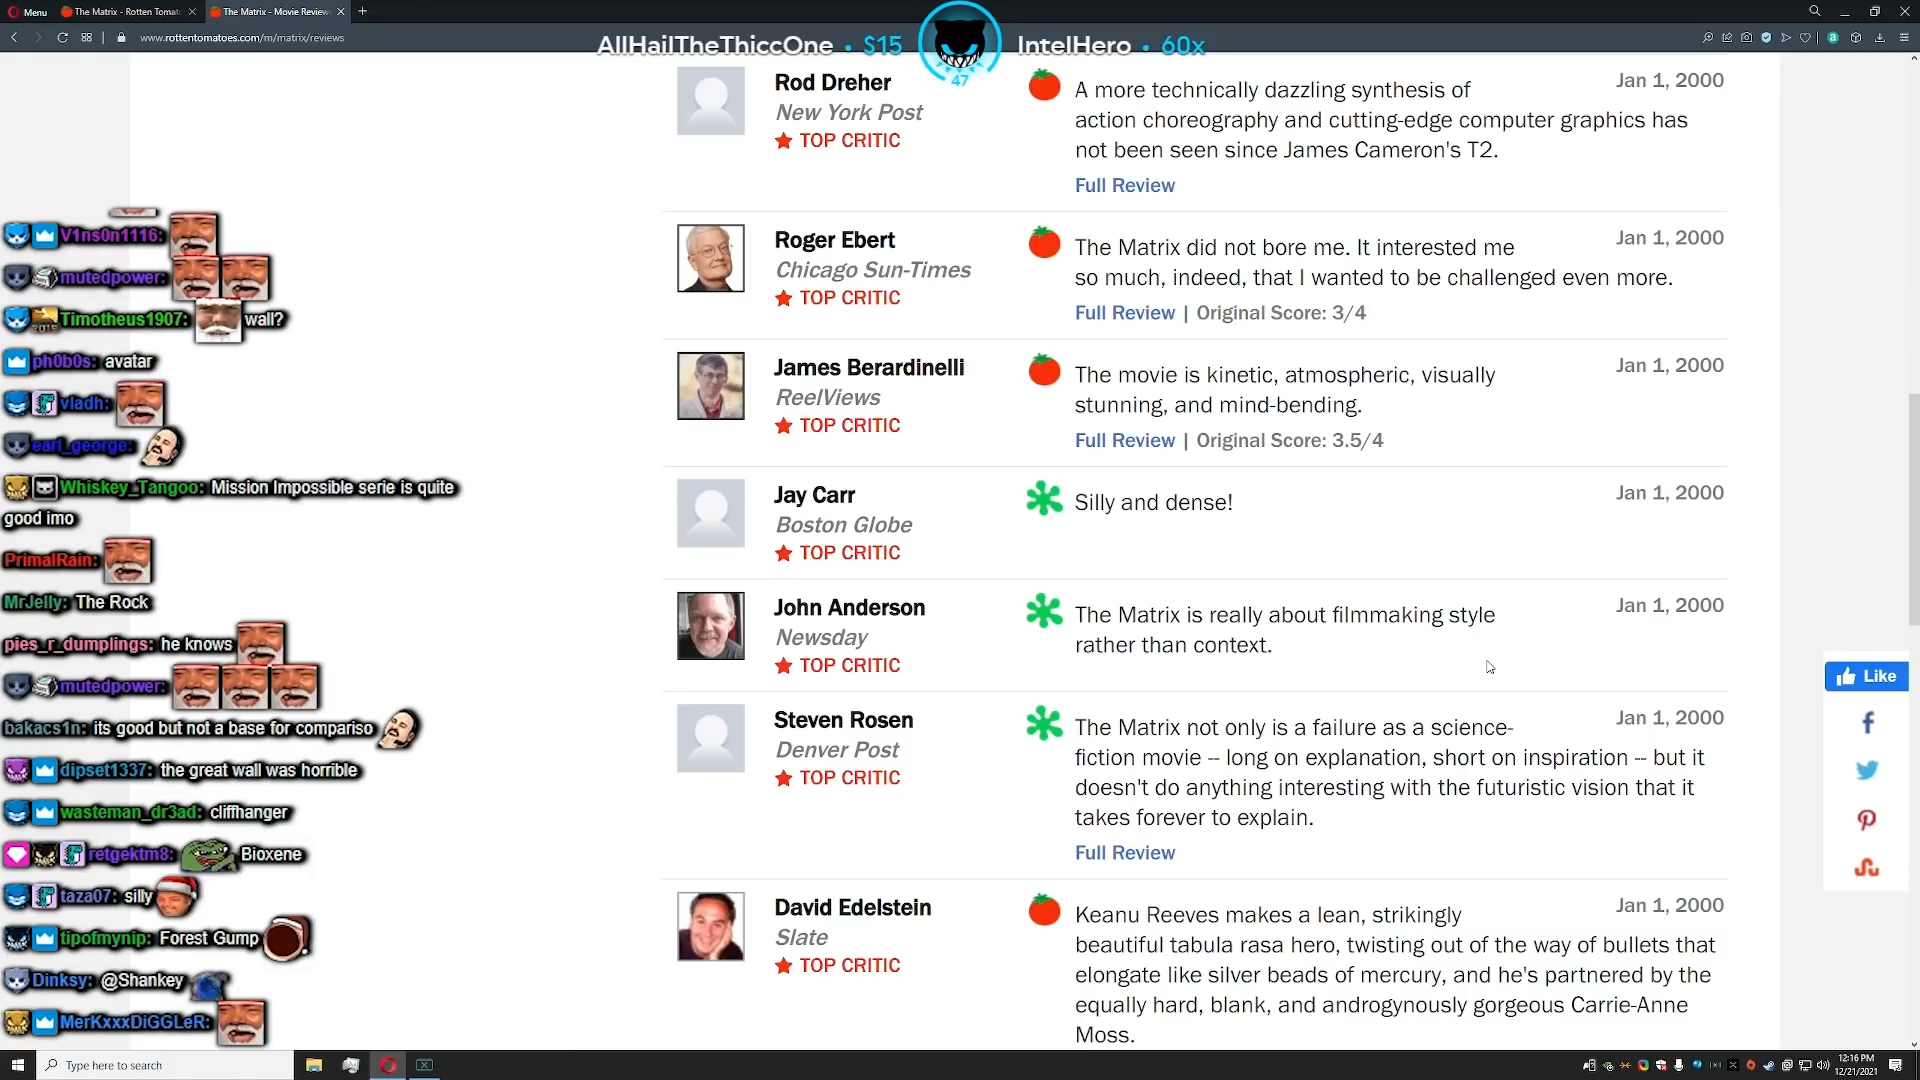 Menu
The Matrix - Rotten Tomat
The Matrix - Movie Review
www.rottentomatoes.com/m/matrix/reviews
AllHailTheThiccOne • $15
47
IntelHero • 60x
Rod Dreher
New York Post
TOP CRITIC
A more technically dazzling synthesis of
action choreography and cutting-edge computer graphics has
not been seen since James Cameron's T2.
Full Review
Jan 1, 2000
Roger Ebert
Chicago Sun-Times
TOP CRITIC
The Matrix did not bore me. It interested me
so much, indeed, that I wanted to be challenged even more.
Full Review | Original Score: 3/4
Jan 1, 2000
James Berardinelli
ReelViews
TOP CRITIC
The movie is kinetic, atmospheric, visually
stunning, and mind-bending.
Full Review | Original Score: 3.5/4
Jan 1, 2000
Jay Carr
Boston Globe
TOP CRITIC
Silly and dense!
Jan 1, 2000
John Anderson
Newsday
TOP CRITIC
The Matrix is really about filmmaking style
rather than context.
Jan 1, 2000
Steven Rosen
Denver Post
TOP CRITIC
The Matrix not only is a failure as a science-
fiction movie -- long on explanation, short on inspiration -- but it
doesn't do anything interesting with the futuristic vision that it
takes forever to explain.
Full Review
Jan 1, 2000
David Edelstein
Slate
TOP CRITIC
Keanu Reeves makes a lean, strikingly
beautiful tabula rasa hero, twisting out of the way of bullets that
elongate like silver beads of mercury, and he's partnered by the
equally hard, blank, and androgynously gorgeous Carrie-Anne
Moss.
Jan 1, 2000
V1ns0n1116:
mutedpower:
Timotheus1907: wall?
ph0b0s: avatar
vladh:
earl_george:
Whiskey_Tangoo: Mission Impossible serie is quite
good imo
PrimalRain:
MrJelly: The Rock
pies_r_dumplings: he knows
mutedpower:
bakacs1n: its good but not a base for compariso
dipset1337: the great wall was horrible
wasteman_dr3ad: cliffhanger
retgektm8: Bioxene
taza07: silly
tipofmynip: Forest Gump
Dinksy: @Shankey
MerKxxxDiGGLeR:
Like
Type here to search
12:16 PM
12/21/2021